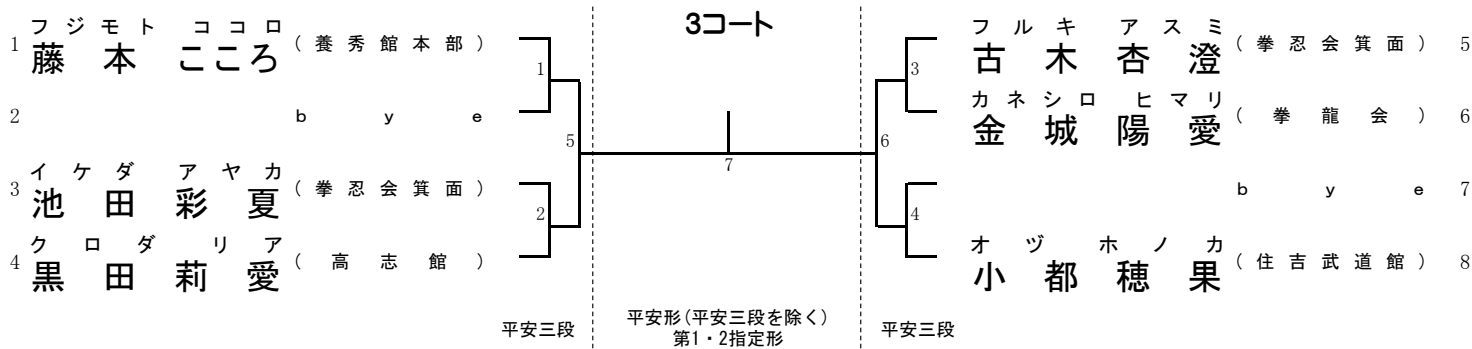 3コート
フジモト ココロ
1 藤本 こころ (養秀館本部)
2 bye
イケダ アヤカ
3 池田彩夏 (拳忍会箕面)
クロダ リア
4 黒田莉愛 (高志館)
1
2
5
7
フルキ アスミ
古木杏澄 (拳忍会箕面) 5
カネシロ ヒマリ
金城陽愛 (拳龍会) 6
bye 7
オヅ ホノカ
小都穂果 (住吉武道館) 8
3
4
6
平安三段
平安形(平安三段を除く)
第1・2指定形
平安三段